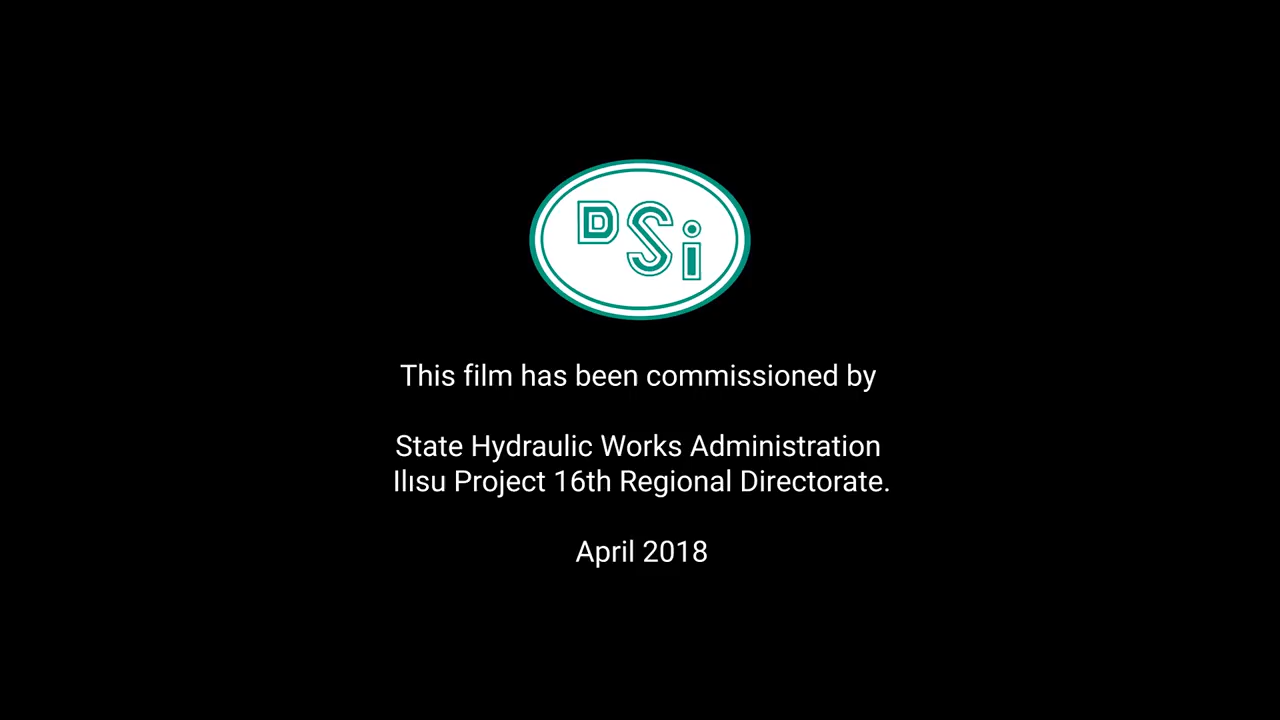 DSi
This film has been commissioned by
State Hydraulic Works Administration
Ilısu Project 16th Regional Directorate.
April 2018